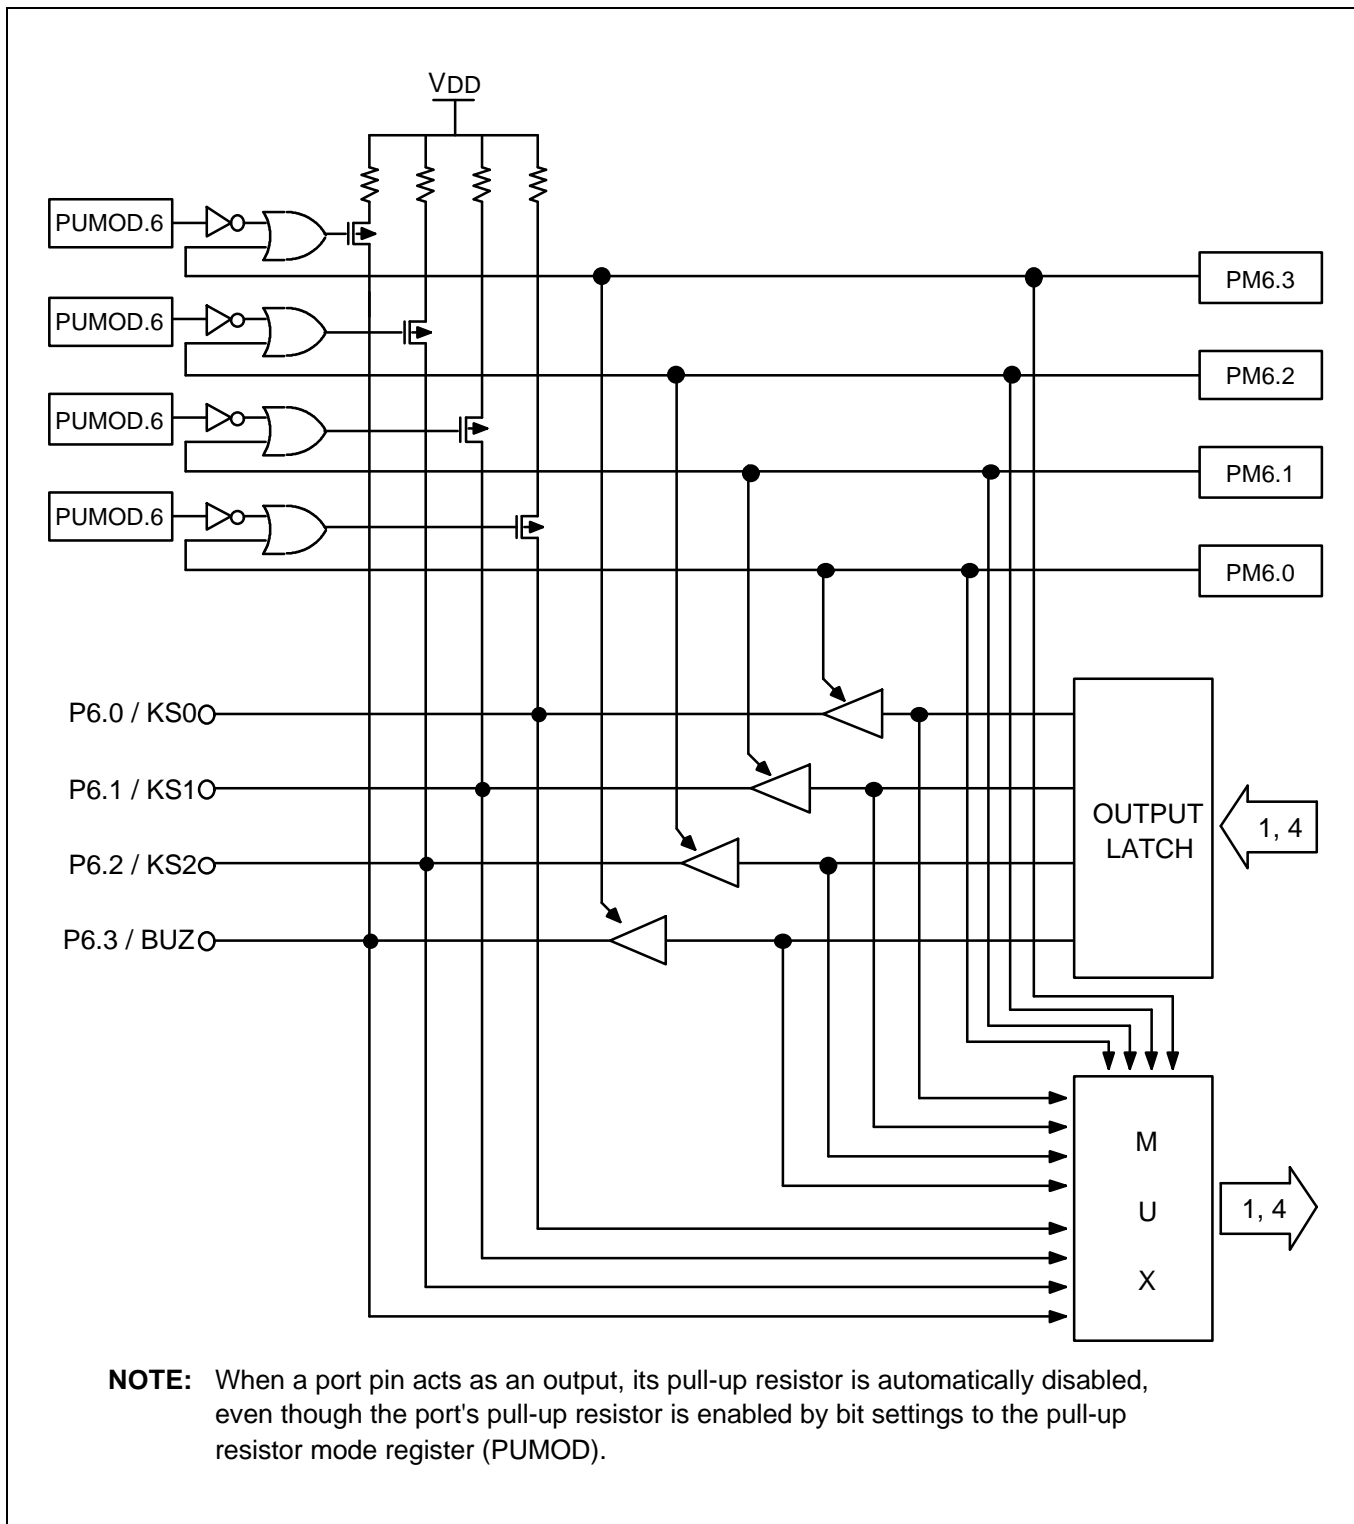 VDD
PUMOD.6
PM6.3
PUMOD.6
PM6.2
PUMOD.6
PM6.1
PUMOD.6
PM6.0
P6.0 / KS0
P6.1 / KS1
P6.2 / KS2
P6.3 / BUZ
OUTPUT
LATCH
1, 4
M
U
X
1, 4
NOTE: When a port pin acts as an output, its pull-up resistor is automatically disabled,
even though the port's pull-up resistor is enabled by bit settings to the pull-up
resistor mode register (PUMOD).